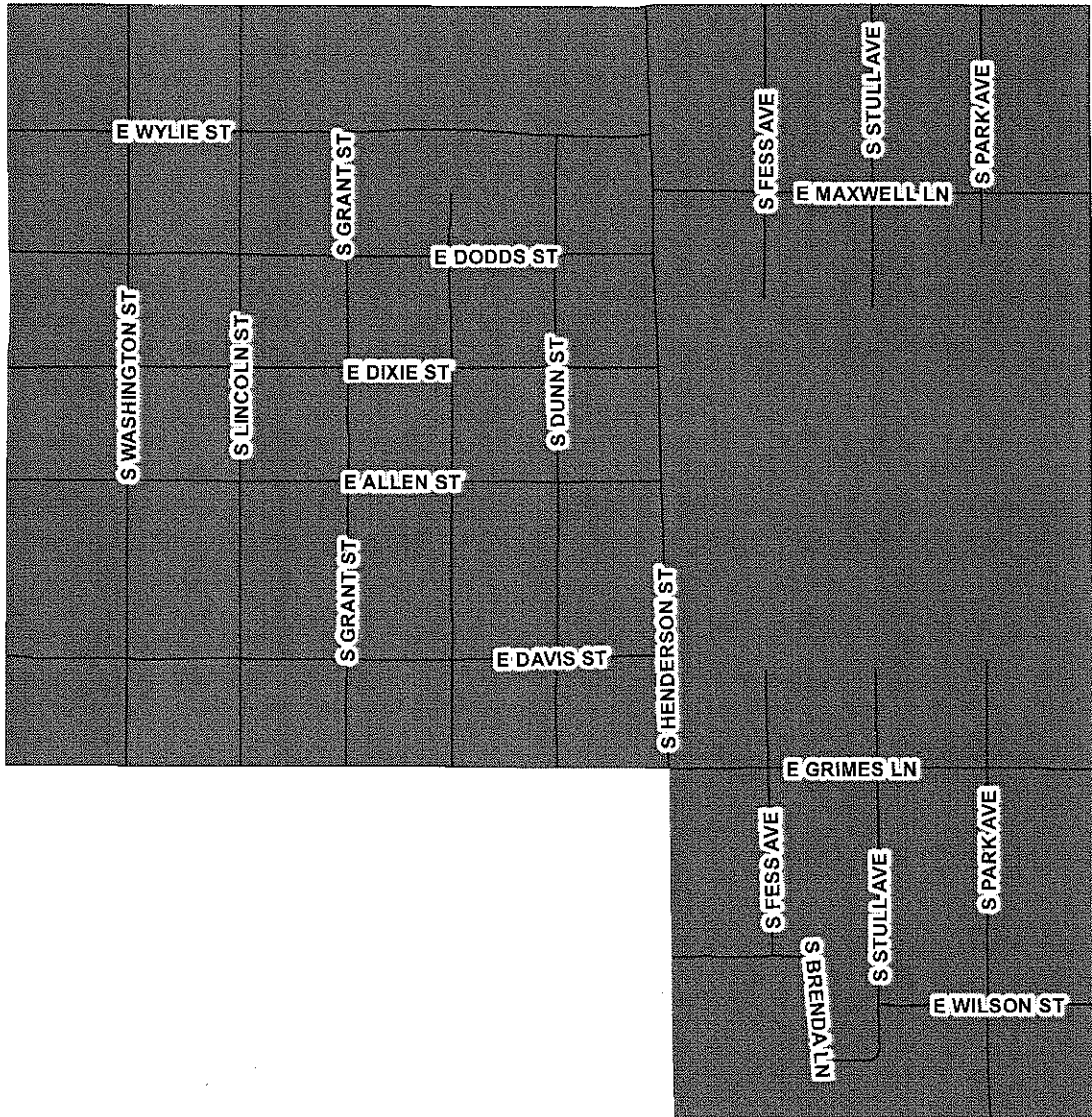 S STULL AVE
S PARK AVE
S FESS AVE
E WYLIE ST
S GRANT ST
E MAXWELL LN
E DODDS ST
S WASHINGTON ST
S LINCOLN ST
S DUNN ST
E DIXIE ST
E ALLEN ST
S GRANT ST
S HENDERSON ST
E DAVIS ST
E GRIMES LN
S FESS AVE
S STULL AVE
S PARK AVE
S BRENDA LN
E WILSON ST